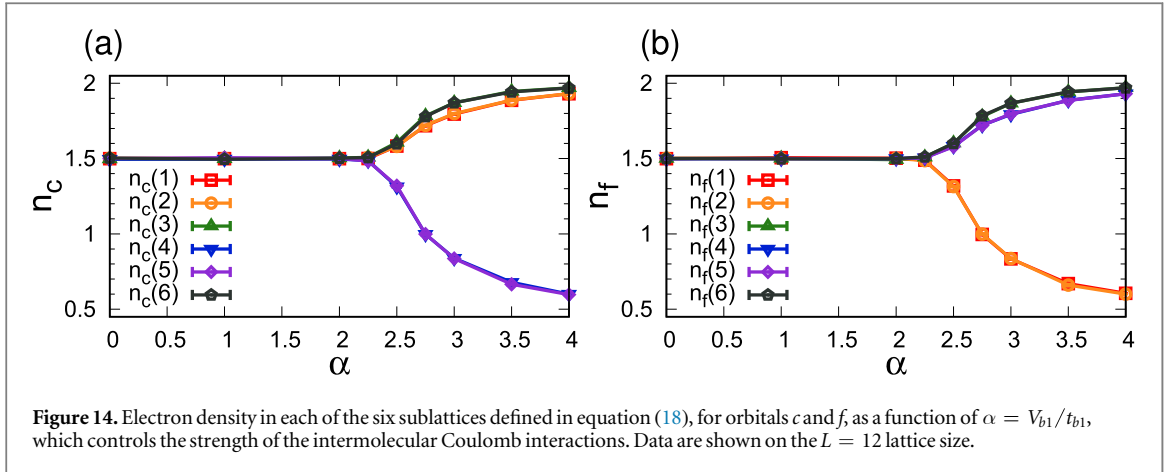 (a)
n_c
2
1.5
1
0.5
n_c(1)
n_c(2)
n_c(3)
n_c(4)
n_c(5)
n_c(6)
0 0.5 1 1.5 2 2.5 3 3.5 4
α
(b)
n_f
2
1.5
1
0.5
n_f(1)
n_f(2)
n_f(3)
n_f(4)
n_f(5)
n_f(6)
0 0.5 1 1.5 2 2.5 3 3.5 4
α
Figure 14. Electron density in each of the six sublattices defined in equation (18), for orbitals c and f, as a function of α = V_{b1}/t_{b1},
which controls the strength of the intermolecular Coulomb interactions. Data are shown on the L = 12 lattice size.